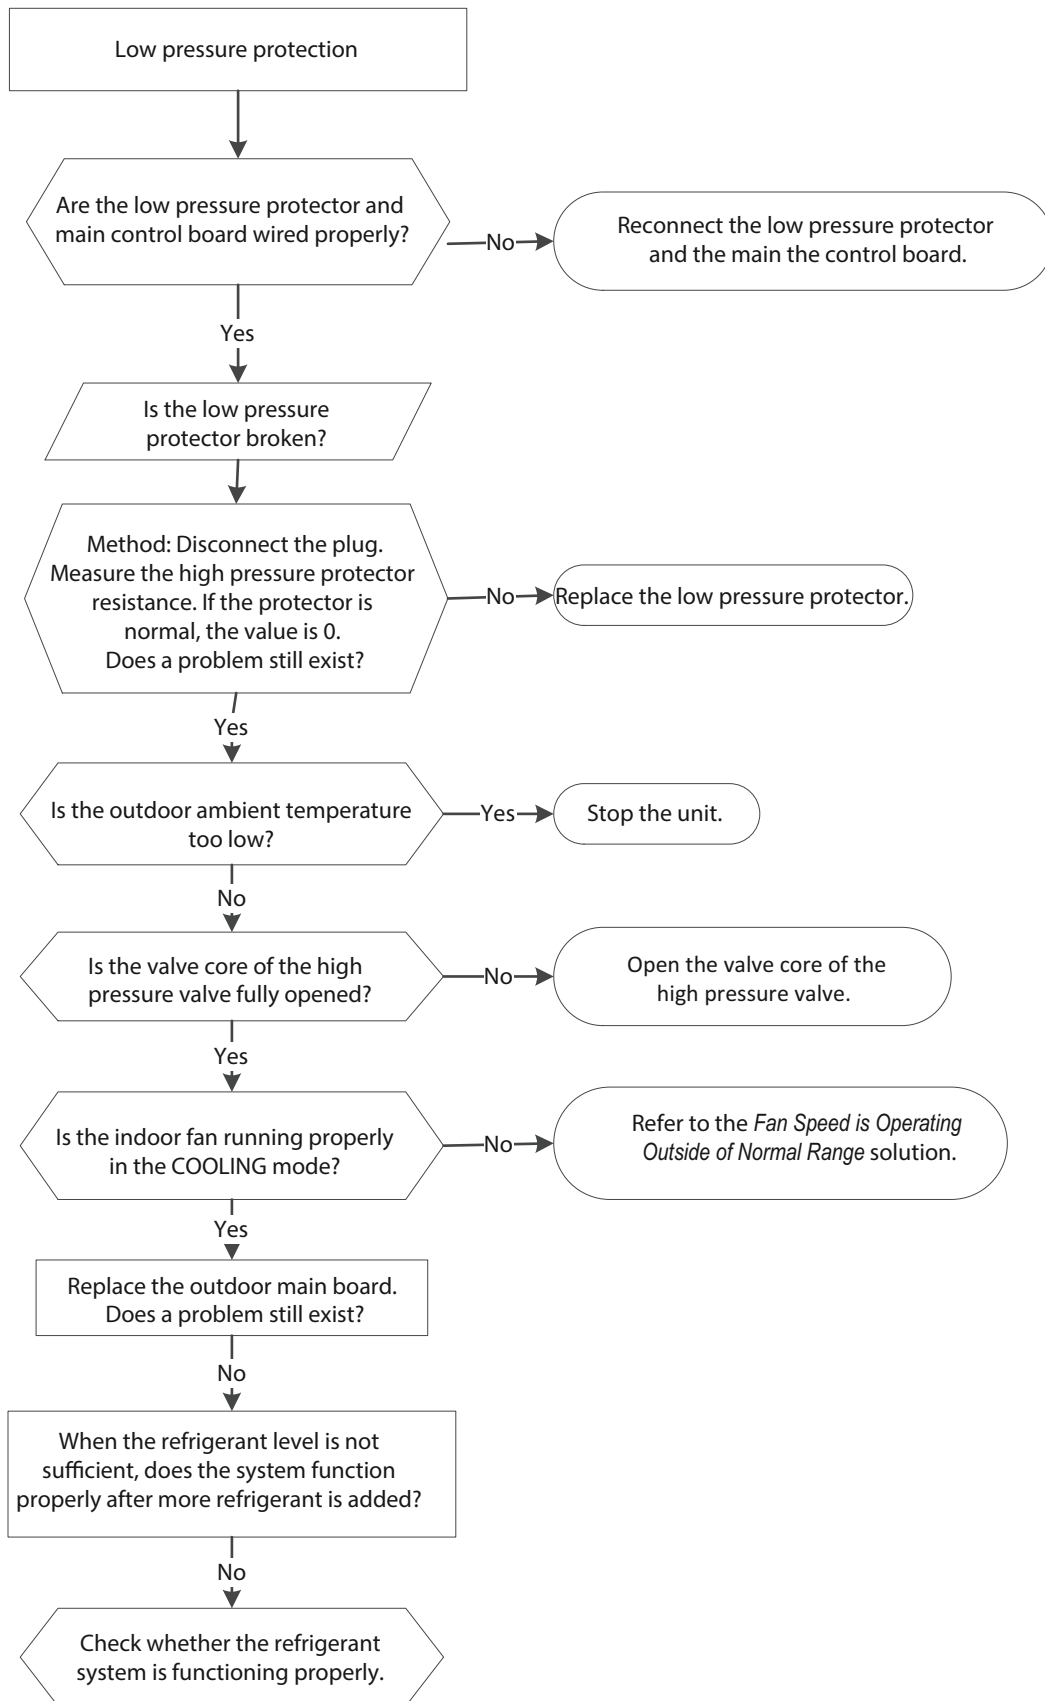 Low pressure protection
Are the low pressure protector and
main control board wired properly?
No
Reconnect the low pressure protector
and the main the control board.
Yes
Is the low pressure
protector broken?
Method: Disconnect the plug.
Measure the high pressure protector
resistance. If the protector is
normal, the value is 0.
Does a problem still exist?
No
Replace the low pressure protector.
Yes
Is the outdoor ambient temperature
too low?
Yes
Stop the unit.
No
Is the valve core of the high
pressure valve fully opened?
No
Open the valve core of the
high pressure valve.
Yes
Is the indoor fan running properly
in the COOLING mode?
No
Refer to the Fan Speed is Operating
Outside of Normal Range solution.
Yes
Replace the outdoor main board.
Does a problem still exist?
No
When the refrigerant level is not
sufficient, does the system function
properly after more refrigerant is added?
No
Check whether the refrigerant
system is functioning properly.